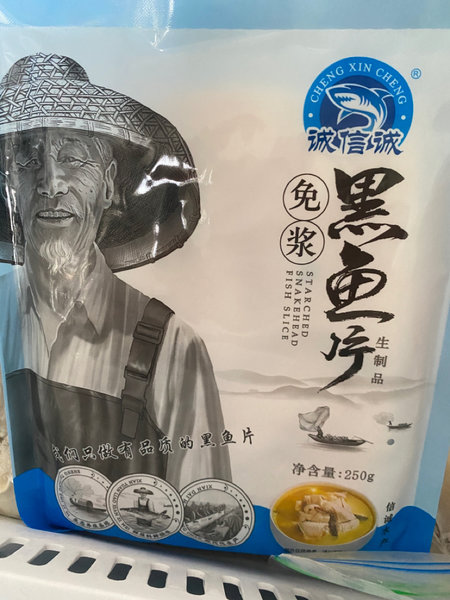 CHENG XIN CHENG
®
诚信诚
免浆
黑鱼片
STARCHED
SNAKEHEAD
FISH SLICE
生制品
我们只做有品质的黑鱼片
净含量:250g